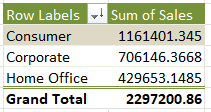 Row Labels Sum of Sales
Consumer 1161401.345
Corporate 706146.3668
Home Office 429653.1485
Grand Total 2297200.86